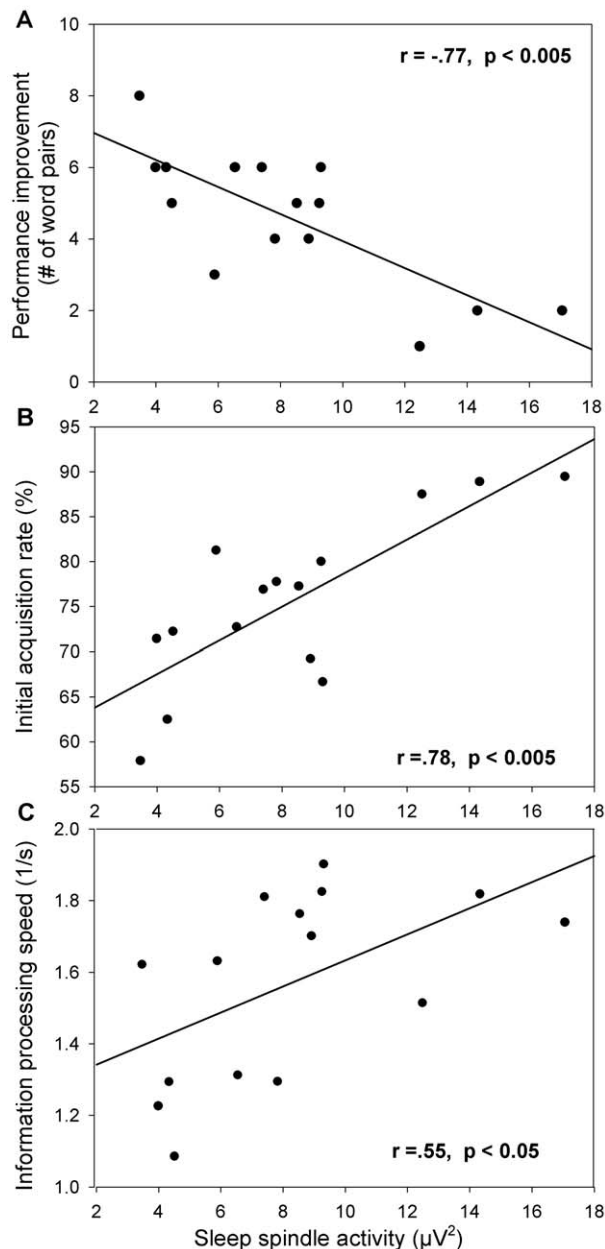 A
r = -.77, p < 0.005
Performance improvement
(# of word pairs)
10
8
6
4
2
0
2 4 6 8 10 12 14 16 18
B
95
90
85
80
75
70
65
60
55
Initial acquisition rate (%)
r =.78, p < 0.005
2 4 6 8 10 12 14 16 18
C
2.0
1.8
1.6
1.4
1.2
1.0
Information processing speed (1/s)
r =.55, p < 0.05
2 4 6 8 10 12 14 16 18
Sleep spindle activity (µV²)